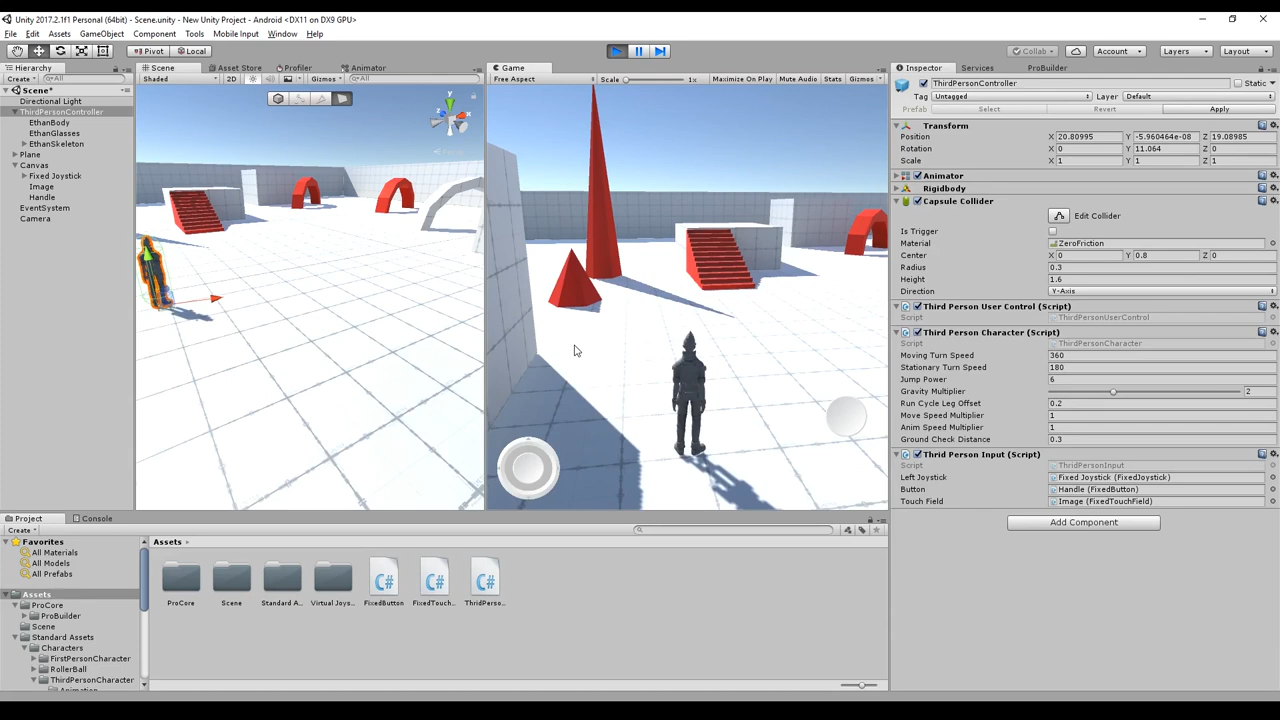 Unity 2017.2.1f1 Personal (64bit) - Scene.unity - New Unity Project - Android <DX11 on DX9 GPU>
File Edit Assets GameObject Component Tools Mobile Input Window Help
Pivot Local Collab Account Layers Layout
Hierarchy Scene Asset Store Profiler Animator Game Inspector Services ProBuilder
Create All Shaded 2D Gizmos All Free Aspect Scale 1x Maximize On Play Mute Audio Stats Gizmos
Scene*
Directional Light
ThirdPersonController
EthanBody
EthanGlasses
EthanSkeleton
Plane
Canvas
Fixed Joystick
Image
Handle
EventSystem
Camera
y
x
ThirdPersonController Static
Tag Untagged Layer Default
Prefab Select Revert Apply
Transform
Position X 20.80995 Y -5.960464e-08 Z 19.08985
Rotation X 0 Y 11.064 Z 0
Scale X 1 Y 1 Z 1
Animator
Rigidbody
Capsule Collider
Edit Collider
Is Trigger
Material ZeroFriction
Center X 0 Y 0.8 Z 0
Radius 0.3
Height 1.6
Direction Y-Axis
Third Person User Control (Script)
Script ThirdPersonUserControl
Third Person Character (Script)
Script ThirdPersonCharacter
Moving Turn Speed 360
Stationary Turn Speed 180
Jump Power 6
Gravity Multiplier 2
Run Cycle Leg Offset 0.2
Move Speed Multiplier 1
Anim Speed Multiplier 1
Ground Check Distance 0.3
Thrid Person Input (Script)
Script ThridPersonInput
Left Joystick Fixed Joystick (FixedJoystick)
Button Handle (FixedButton)
Touch Field Image (FixedTouchField)
Add Component
Project Console
Create
Favorites
All Materials
All Models
All Prefabs
Assets
ProCore
ProBuilder
Scene
Standard Assets
Characters
FirstPersonCharacter
RollerBall
ThirdPersonCharacter
Animation
Assets
ProCore Scene Standard A... Virtual Joys... FixedButton FixedTouch... ThridPerso...